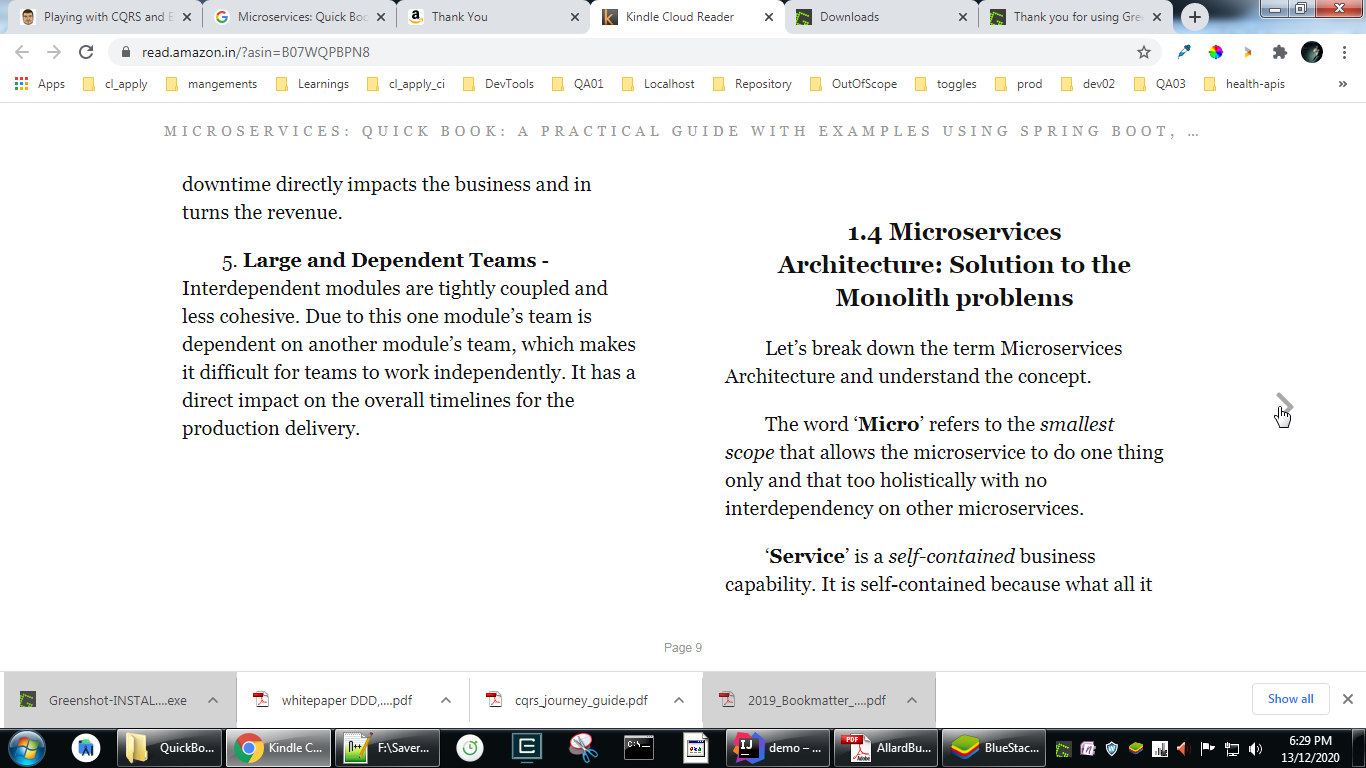 Playing with CQRS and E
Microservices: Quick Boo
Thank You
Kindle Cloud Reader
Downloads
Thank you for using Gre
read.amazon.in/?asin=B07WQPBPN8
Apps
cl_apply
mangements
Learnings
cl_apply_ci
DevTools
QA01
Localhost
Repository
OutOfScope
toggles
prod
dev02
QA03
health-apis
MICROSERVICES: QUICK BOOK: A PRACTICAL GUIDE WITH EXAMPLES USING SPRING BOOT, ...
downtime directly impacts the business and in
turns the revenue.
5. Large and Dependent Teams -
Interdependent modules are tightly coupled and
less cohesive. Due to this one module’s team is
dependent on another module’s team, which makes
it difficult for teams to work independently. It has a
direct impact on the overall timelines for the
production delivery.
1.4 Microservices
Architecture: Solution to the
Monolith problems
Let’s break down the term Microservices
Architecture and understand the concept.
The word ‘Micro’ refers to the smallest
scope that allows the microservice to do one thing
only and that too holistically with no
interdependency on other microservices.
‘Service’ is a self-contained business
capability. It is self-contained because what all it
Page 9
Greenshot-INSTAL....exe
whitepaper DDD,....pdf
cqrs_journey_guide.pdf
2019_Bookmatter_....pdf
Show all
QuickBo...
Kindle C...
F:\Saver...
demo – ...
AllardBu...
BlueStac...
6:29 PM
13/12/2020